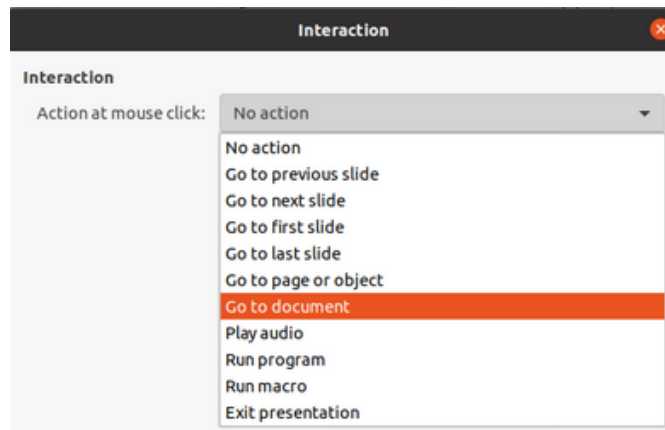 Interaction
Interaction
Action at mouse click: No action
No action
Go to previous slide
Go to next slide
Go to first slide
Go to last slide
Go to page or object
Go to document
Play audio
Run program
Run macro
Exit presentation